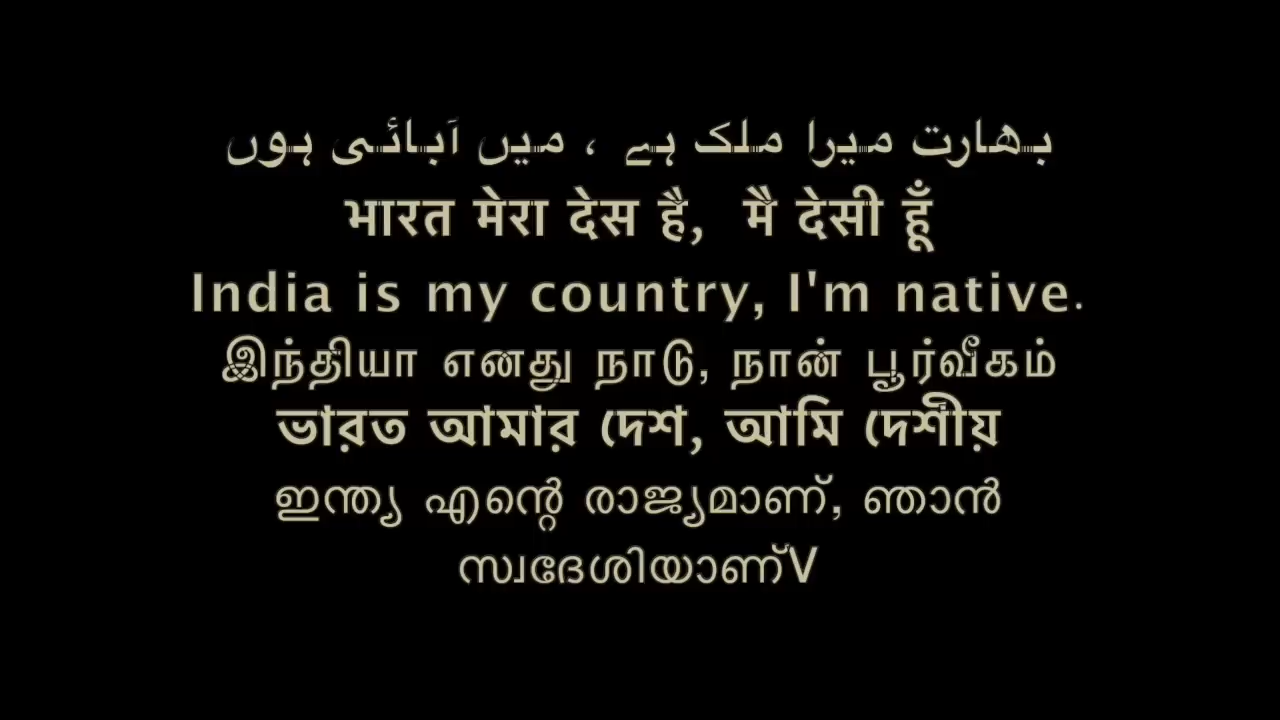 بھارت میرا ملک ہے ، میں آبائی ہوں
भारत मेरा देस है, मै देसी हूँ
India is my country, I'm native.
இந்தியா எனது நாடு, நான் பூர்வீகம்
ভারত আমার দেশ, আমি দেশীয়
ഇന്ത്യ എന്റെ രാജ്യമാണ്, ഞാൻ
സ്വദേശിയാണ്V